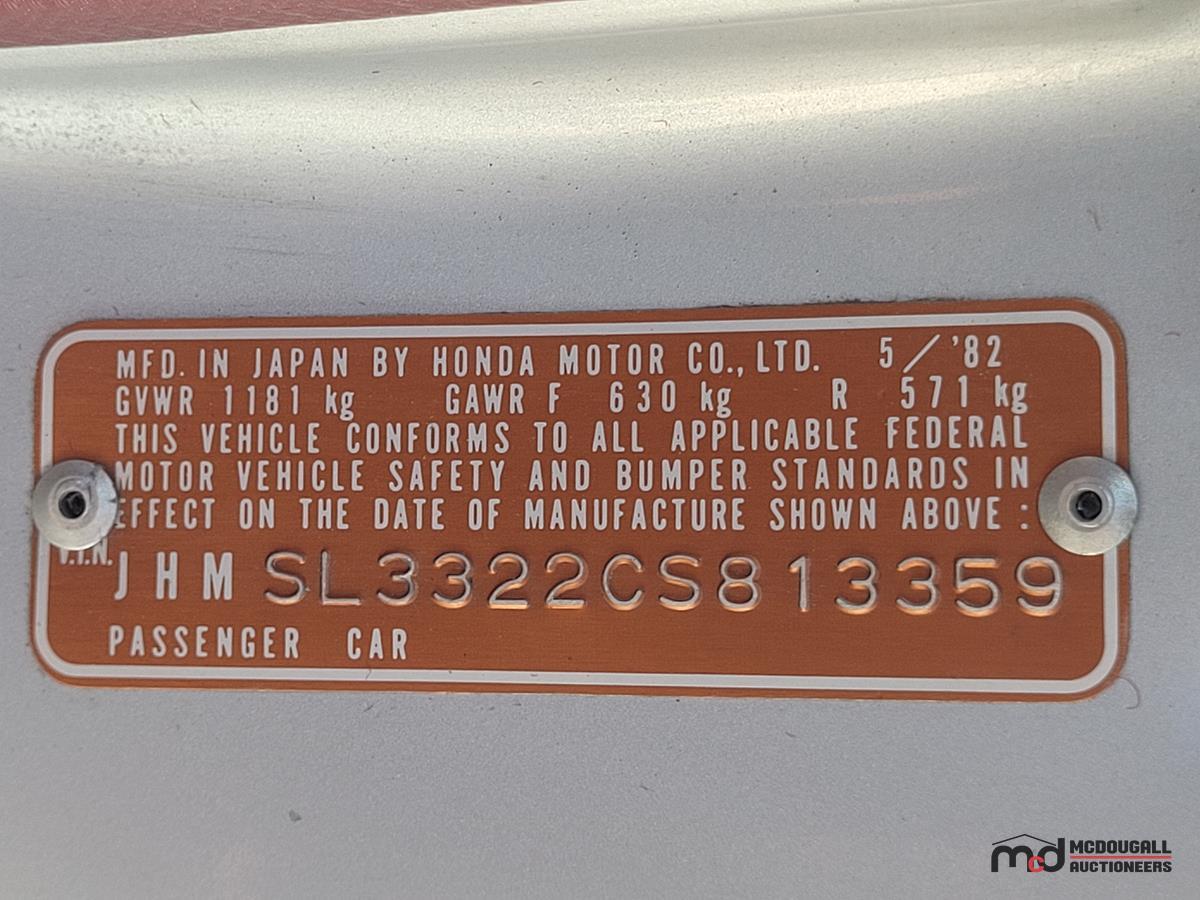 MFD. IN JAPAN BY HONDA MOTOR CO., LTD. 5 / '82
GVWR 1181 kg GAWR F 630 kg R 571 kg
THIS VEHICLE CONFORMS TO ALL APPLICABLE FEDERAL
MOTOR VEHICLE SAFETY AND BUMPER STANDARDS IN
EFFECT ON THE DATE OF MANUFACTURE SHOWN ABOVE :
V.I.N. JHM SL3322CS813359
PASSENGER CAR
mcd MCDOUGALL
AUCTIONEERS